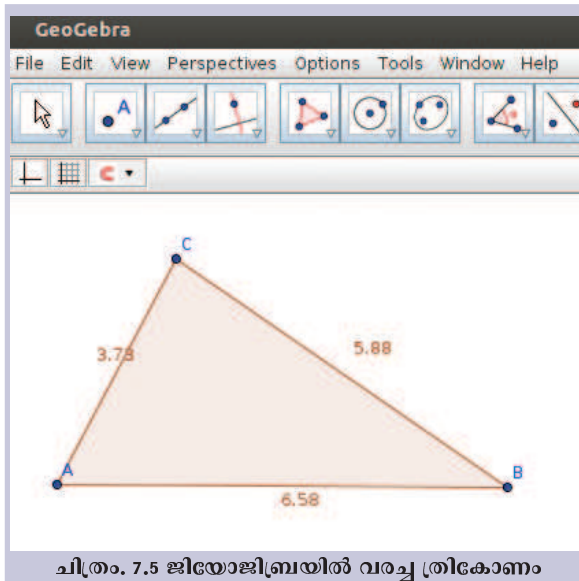 GeoGebra
File Edit View Perspectives Options Tools Window Help
A
C
3.73
5.88
A
B
6.58
ചിത്രം. 7.5 ജിയോജിബ്രയിൽ വരച്ച ത്രികോണം